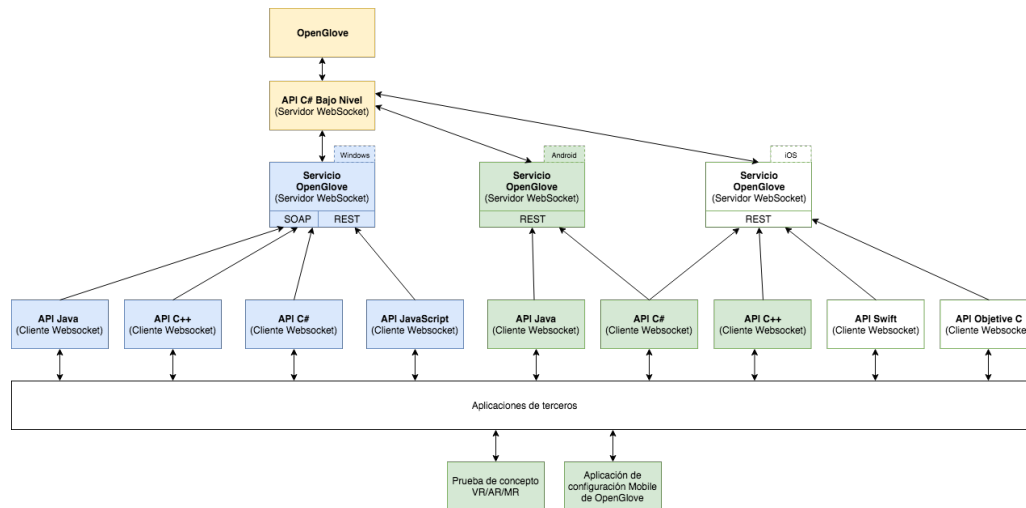 OpenGlove
API C# Bajo Nivel
(Servidor WebSocket)
Windows
Android
iOS
Servicio
OpenGlove
(Servidor WebSocket)
SOAP
REST
Servicio
OpenGlove
(Servidor WebSocket)
REST
Servicio
OpenGlove
(Servidor WebSocket)
REST
API Java
(Cliente Websocket)
API C++
(Cliente Websocket)
API C#
(Cliente Websocket)
API JavaScript
(Cliente Websocket)
API Java
(Cliente Websocket)
API C#
(Cliente Websocket)
API C++
(Cliente Websocket)
API Swift
(Cliente Websocket)
API Objetive C
(Cliente Websocket
Aplicaciones de terceros
Prueba de concepto
VR/AR/MR
Aplicación de
configuración Mobile
de OpenGlove